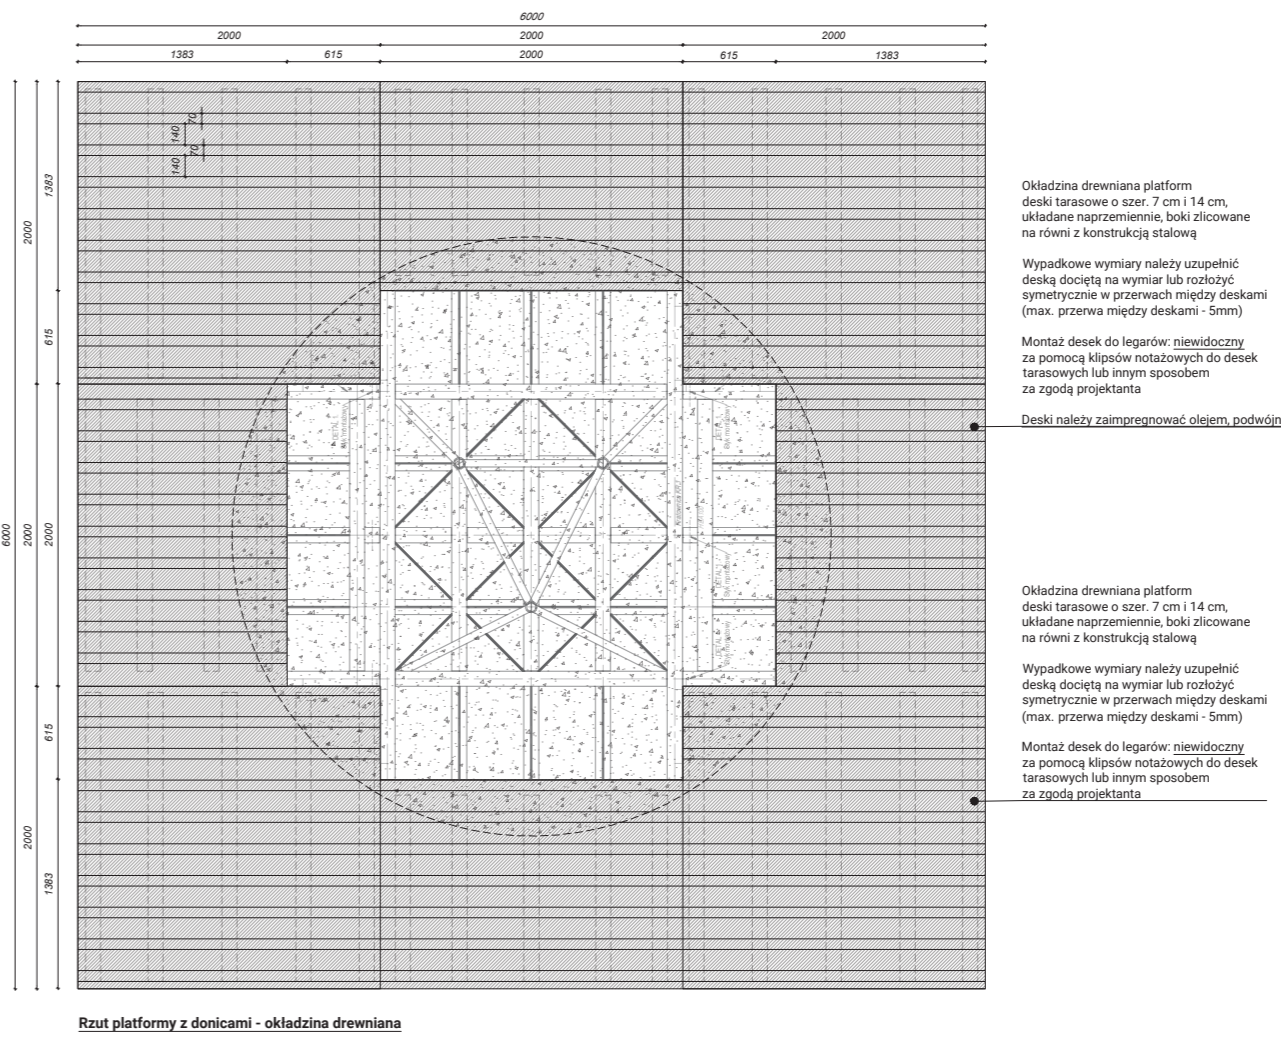 6000
2000 2000 2000
1383 615 2000 615 1383
70
140
70
140
1383
2000
615
6000
2000
2000
615
2000
1383
DETAL
DETAL
DETAL
DETAL
Okładzina drewniana platform
deski tarasowe o szer. 7 cm i 14 cm,
układane naprzemiennie, boki zlicowane
na równi z konstrukcją stalową
Wypadkowe wymiary należy uzupełnić
deską dociętą na wymiar lub rozłożyć
symetrycznie w przerwach między deskami
(max. przerwa między deskami - 5mm)
Montaż desek do legarów: niewidoczny
za pomocą klipsów notażowych do desek
tarasowych lub innym sposobem
za zgodą projektanta
Deski należy zaimpregnować olejem, podwójn
Okładzina drewniana platform
deski tarasowe o szer. 7 cm i 14 cm,
układane naprzemiennie, boki zlicowane
na równi z konstrukcją stalową
Wypadkowe wymiary należy uzupełnić
deską dociętą na wymiar lub rozłożyć
symetrycznie w przerwach między deskami
(max. przerwa między deskami - 5mm)
Montaż desek do legarów: niewidoczny
za pomocą klipsów notażowych do desek
tarasowych lub innym sposobem
za zgodą projektanta
Rzut platformy z donicami - okładzina drewniana